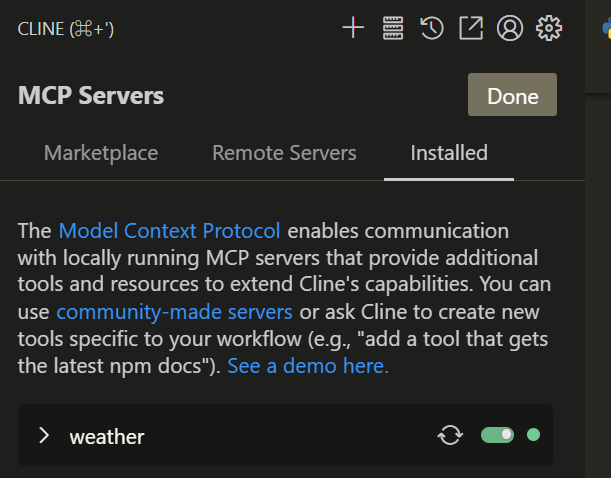 CLINE (⌘+')
MCP Servers
Done
Marketplace
Remote Servers
Installed
The Model Context Protocol enables communication
with locally running MCP servers that provide additional
tools and resources to extend Cline's capabilities. You can
use community-made servers or ask Cline to create new
tools specific to your workflow (e.g., "add a tool that gets
the latest npm docs"). See a demo here.
weather